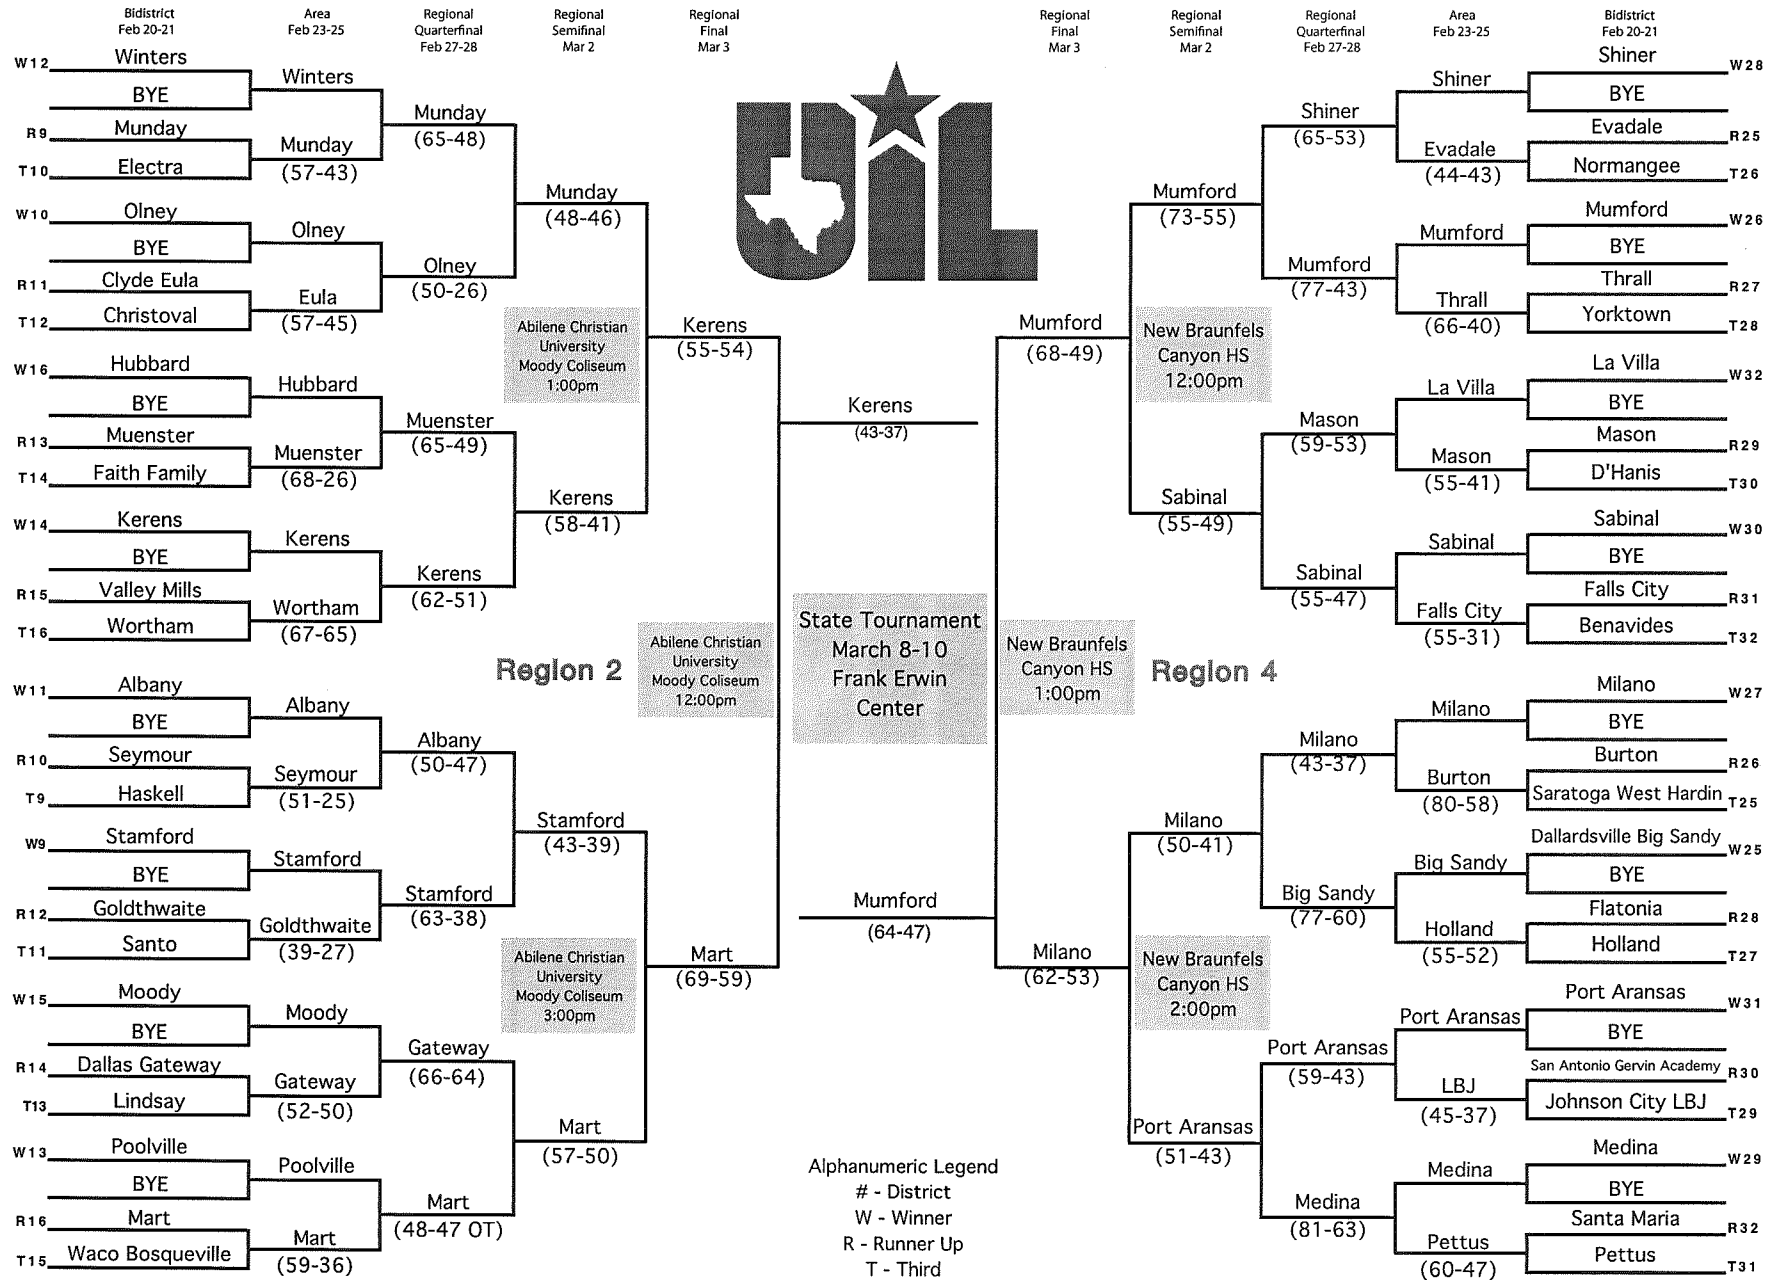 Bidistrict
Feb 20-21
Area
Feb 23-25
Regional
Quarterfinal
Feb 27-28
Regional
Semifinal
Mar 2
Regional
Final
Mar 3
Regional
Final
Mar 3
Regional
Semifinal
Mar 2
Regional
Quarterfinal
Feb 27-28
Area
Feb 23-25
Bidistrict
Feb 20-21
UIL
W12 Winters
BYE
R9 Munday
T10 Electra
W10 Olney
BYE
R11 Clyde Eula
T12 Christoval
W16 Hubbard
BYE
R13 Muenster
T14 Faith Family
W14 Kerens
BYE
R15 Valley Mills
T16 Wortham
W11 Albany
BYE
R10 Seymour
T9 Haskell
W9 Stamford
BYE
R12 Goldthwaite
T11 Santo
W15 Moody
BYE
R14 Dallas Gateway
T13 Lindsay
W13 Poolville
BYE
R16 Mart
T15 Waco Bosqueville
Winters
Munday
(57-43)
Olney
Eula
(57-45)
Hubbard
Muenster
(68-26)
Kerens
Wortham
(67-65)
Albany
Seymour
(51-25)
Stamford
Goldthwaite
(39-27)
Moody
Gateway
(52-50)
Poolville
Mart
(59-36)
Munday
(65-48)
Olney
(50-26)
Muenster
(65-49)
Kerens
(62-51)
Albany
(50-47)
Stamford
(63-38)
Gateway
(66-64)
Mart
(48-47 OT)
Munday
(48-46)
Abilene Christian
University
Moody Coliseum
1:00pm
Kerens
(58-41)
Region 2
Stamford
(43-39)
Abilene Christian
University
Moody Coliseum
3:00pm
Mart
(57-50)
Kerens
(55-54)
Abilene Christian
University
Moody Coliseum
12:00pm
Mart
(69-59)
Kerens
(43-37)
State Tournament
March 8-10
Frank Erwin
Center
Mumford
(64-47)
Alphanumeric Legend
# - District
W - Winner
R - Runner Up
T - Third
Mumford
(68-49)
New Braunfels
Canyon HS
1:00pm
Milano
(62-53)
Mumford
(73-55)
New Braunfels
Canyon HS
12:00pm
Sabinal
(55-49)
Region 4
Milano
(50-41)
New Braunfels
Canyon HS
2:00pm
Port Aransas
(51-43)
Shiner
(65-53)
Mumford
(77-43)
Mason
(59-53)
Sabinal
(55-47)
Milano
(43-37)
Big Sandy
(77-60)
Port Aransas
(59-43)
Medina
(81-63)
Shiner
Evadale
(44-43)
Mumford
Thrall
(66-40)
La Villa
Mason
(55-41)
Sabinal
Falls City
(55-31)
Milano
Burton
(80-58)
Big Sandy
Holland
(55-52)
Port Aransas
LBJ
(45-37)
Medina
Pettus
(60-47)
Shiner W28
BYE
Evadale R25
Normangee T26
Mumford W26
BYE
Thrall R27
Yorktown T28
La Villa W32
BYE
Mason R29
D'Hanis T30
Sabinal W30
BYE
Falls City R31
Benavides T32
Milano W27
BYE
Burton R26
Saratoga West Hardin T25
Dallardsville Big Sandy W25
BYE
Flatonia R28
Holland T27
Port Aransas W31
BYE
San Antonio Gervin Academy R30
Johnson City LBJ T29
Medina W29
BYE
Santa Maria R32
Pettus T31